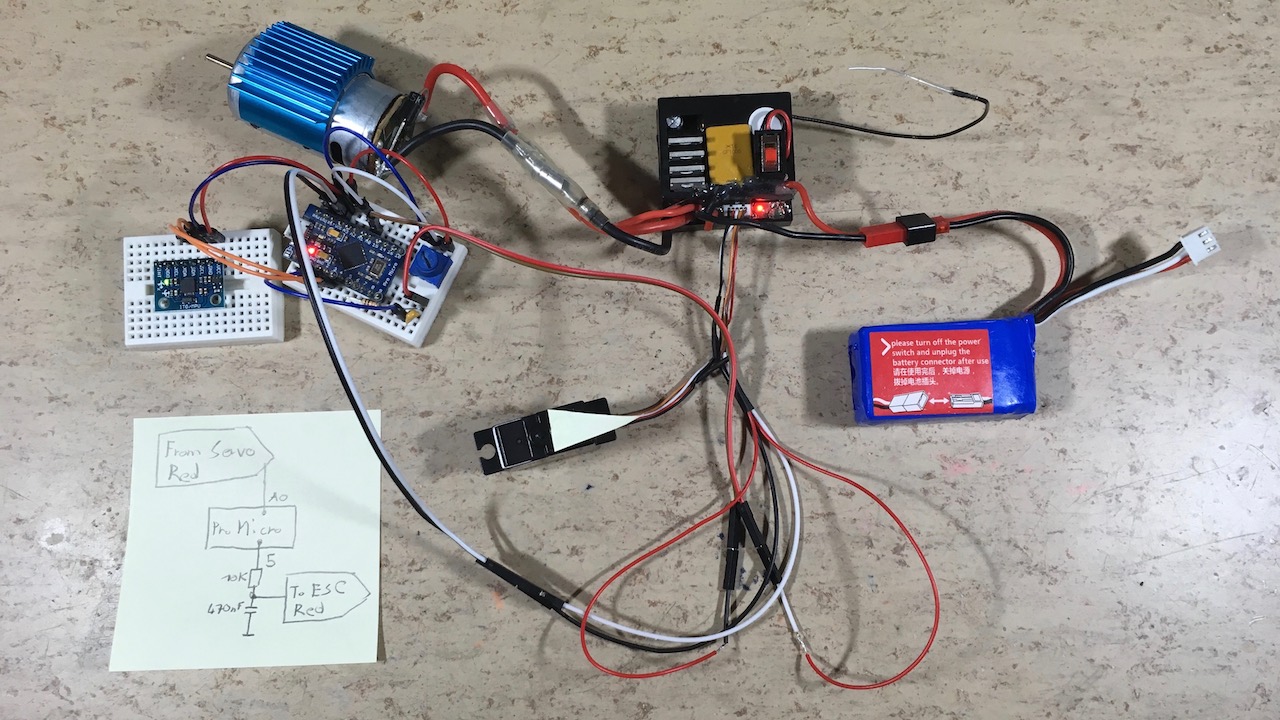 please turn off the power
switch and unplug the
battery connector after use
请在使用完后，关掉电源，
拔掉电池插头。
ITG/MPU
From Servo
Red
A0
Pro Micro
5
10K
To ESC
Red
470nF